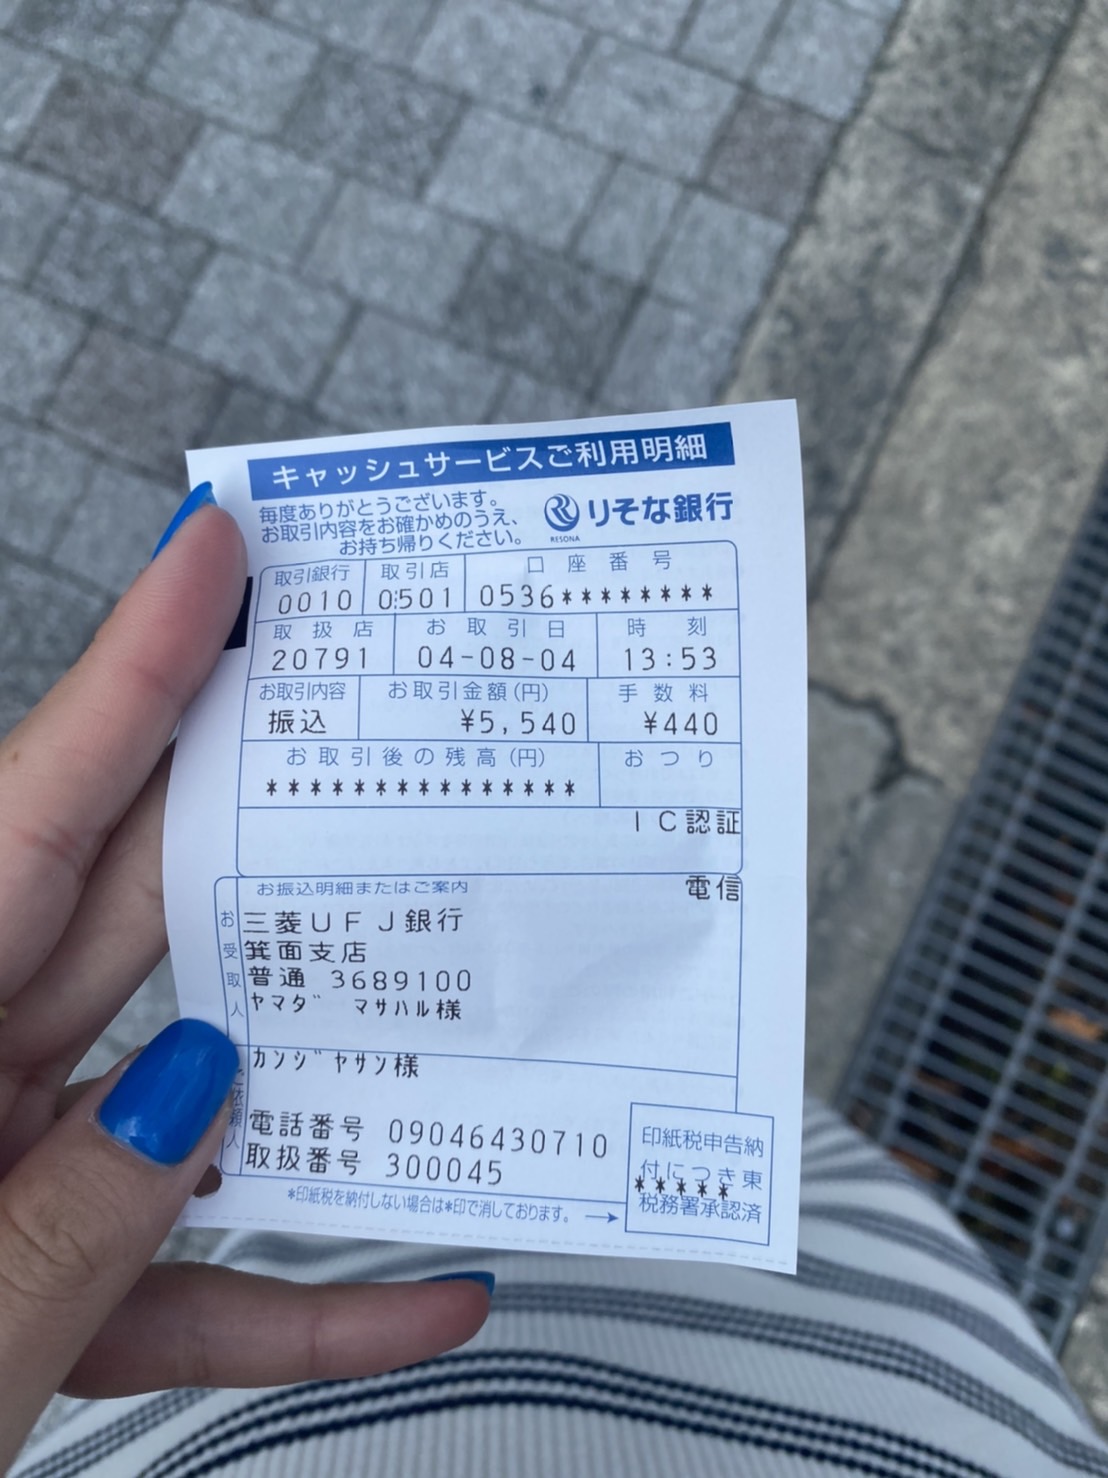 キャッシュサービスご利用明細
毎度ありがとうございます。
お取引内容をお確かめのうえ、
お持ち帰りください。
りそな銀行
RESONA
取引銀行 取引店 口座番号
0010 0501 0536********
取扱店 お取引日 時刻
20791 04-08-04 13:53
お取引内容 お取引金額(円) 手数料
振込 ¥5,540 ¥440
お取引後の残高(円) おつり
***************
IC認証
お振込明細またはご案内 電信
お受取人
三菱UFJ銀行
箕面支店
普通 3689100
ヤマダ マサハル様
ご依頼人
カンジヤサン様
電話番号 09046430710
取扱番号 300045
印紙税申告納
付につき東
*****
税務署承認済
*印紙税を納付しない場合は*印で消しております。→